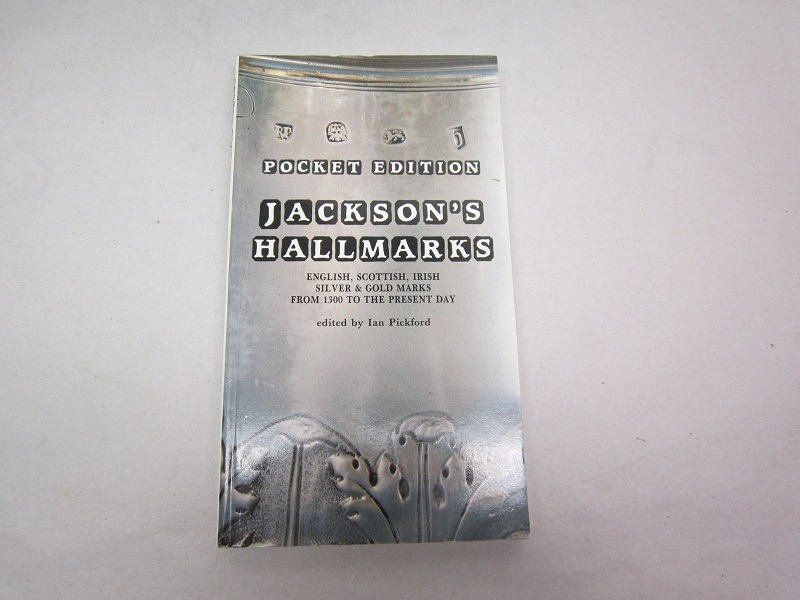 POCKET EDITION
JACKSON'S
HALLMARKS
ENGLISH, SCOTTISH, IRISH
SILVER & GOLD MARKS
FROM 1300 TO THE PRESENT DAY
edited by Ian Pickford